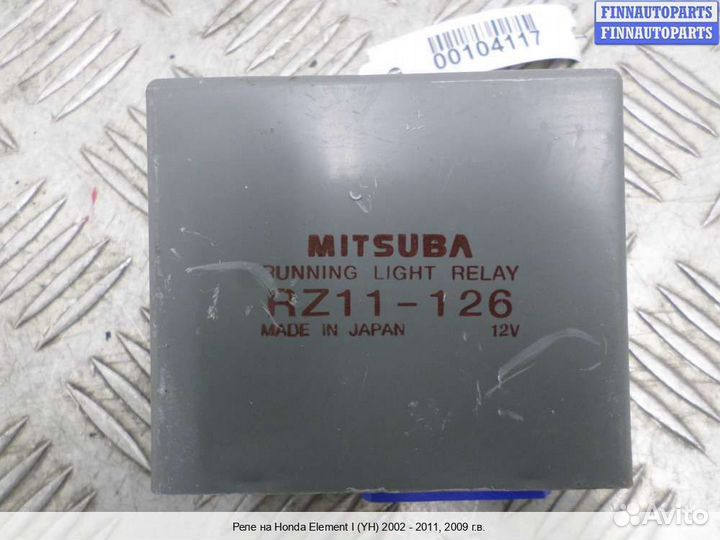 FINNAUTOPARTS
FINNAUTOPARTS
00104117
MITSUBA
RUNNING LIGHT RELAY
RZ11-126
MADE IN JAPAN 12V
Реле на Honda Element I (YH) 2002 - 2011, 2009 г.в.
Avito